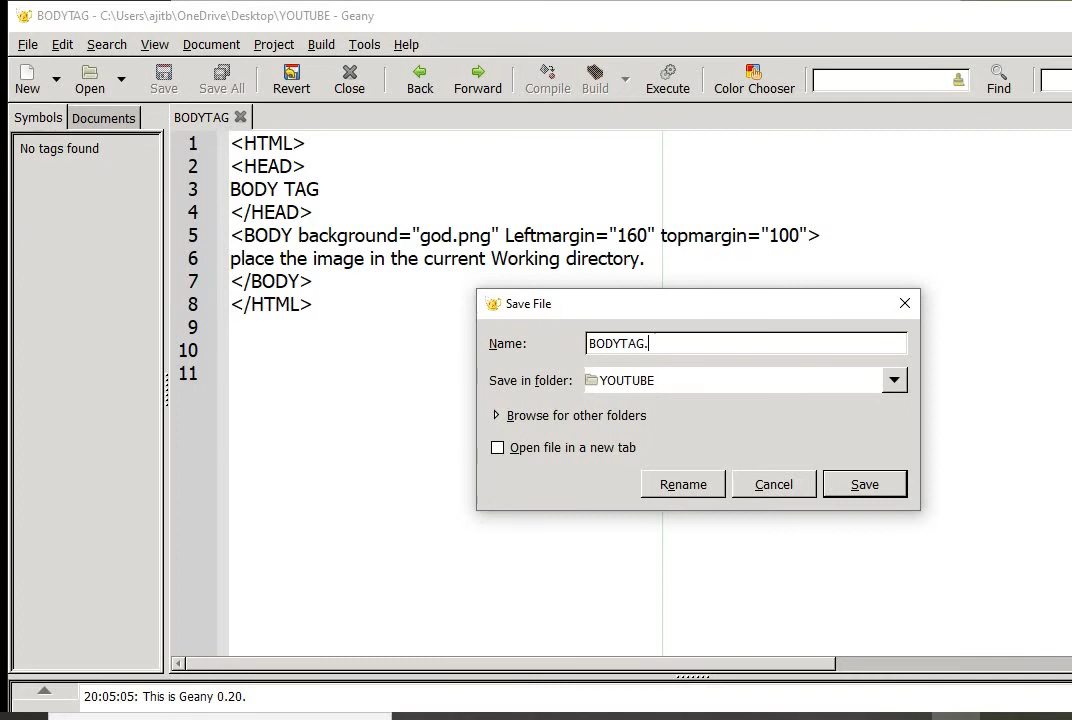 BODYTAG - C:\Users\ajitb\OneDrive\Desktop\YOUTUBE - Geany
File Edit Search View Document Project Build Tools Help
New Open Save Save All Revert Close Back Forward Compile Build Execute Color Chooser Find
Symbols Documents BODYTAG
No tags found
1 <HTML>
2 <HEAD>
3 BODY TAG
4 </HEAD>
5 <BODY background="god.png" Leftmargin="160" topmargin="100">
6 place the image in the current Working directory.
7 </BODY>
8 </HTML>
9
10
11
Save File
Name: BODYTAG.
Save in folder: YOUTUBE
Browse for other folders
Open file in a new tab
Rename Cancel Save
20:05:05: This is Geany 0.20.